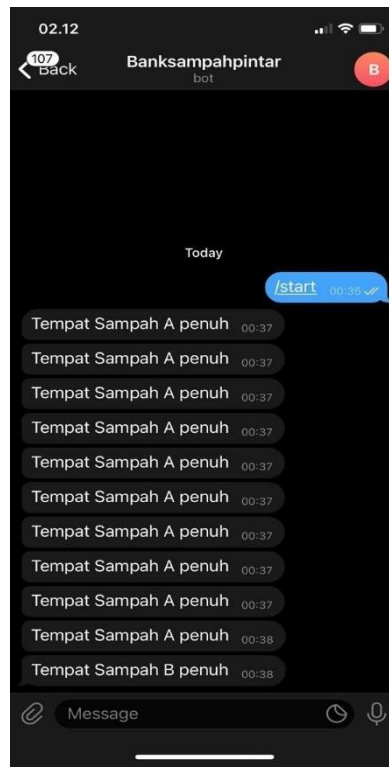 02.12
107
Back
Banksampahpintar
bot
B
Today
/start 00:35
Tempat Sampah A penuh 00:37
Tempat Sampah A penuh 00:37
Tempat Sampah A penuh 00:37
Tempat Sampah A penuh 00:37
Tempat Sampah A penuh 00:37
Tempat Sampah A penuh 00:37
Tempat Sampah A penuh 00:37
Tempat Sampah A penuh 00:37
Tempat Sampah A penuh 00:37
Tempat Sampah A penuh 00:38
Tempat Sampah B penuh 00:38
Message